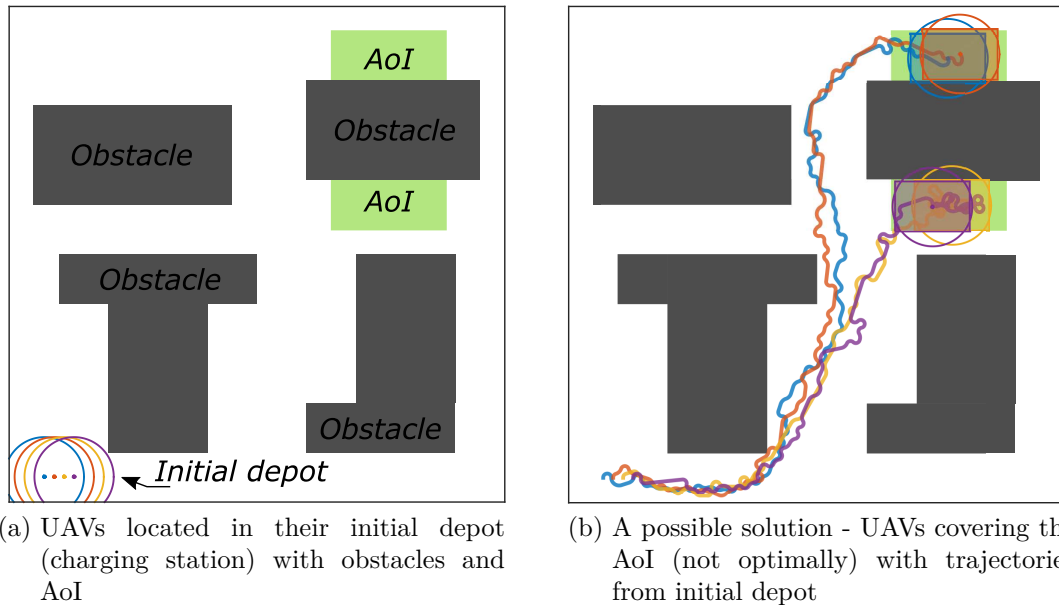 AoI
Obstacle
Obstacle
AoI
Obstacle
Obstacle
Initial depot
a) UAVs located in their initial depot
(charging station) with obstacles and
AoI
(b) A possible solution - UAVs covering th
AoI (not optimally) with trajectorie
from initial depot